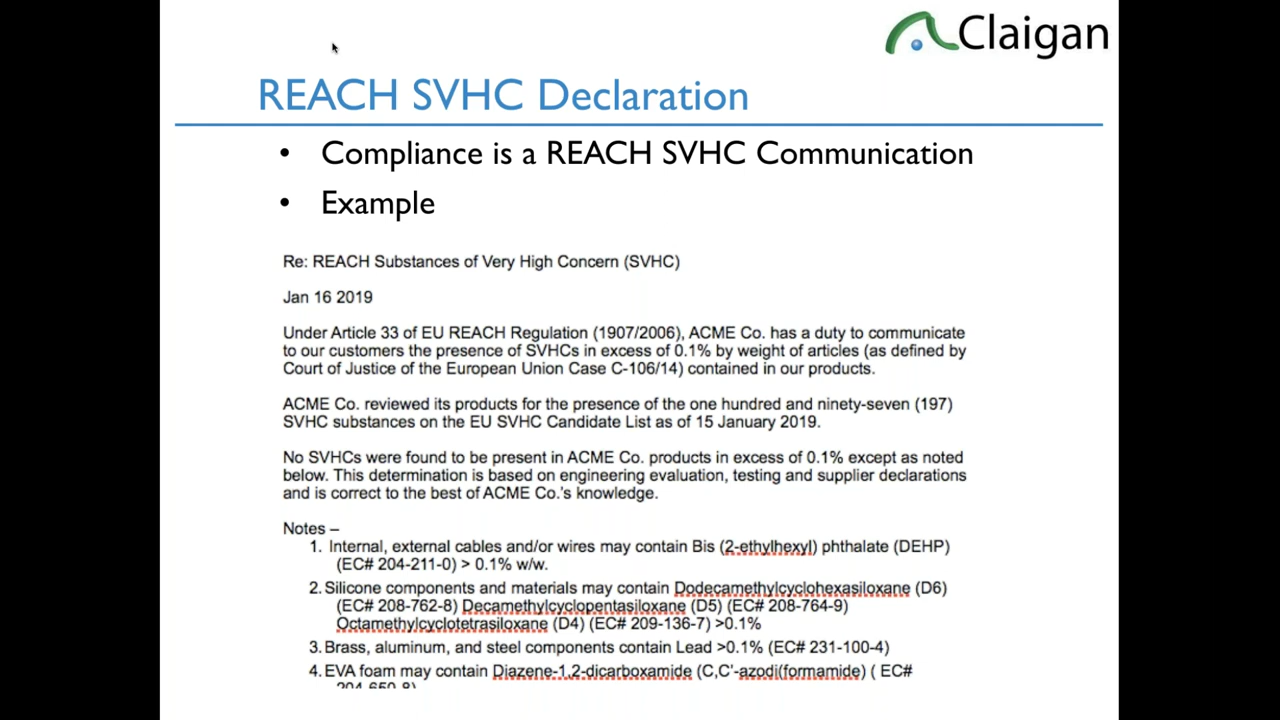 Claigan
REACH SVHC Declaration
• Compliance is a REACH SVHC Communication
• Example
Re: REACH Substances of Very High Concern (SVHC)
Jan 16 2019
Under Article 33 of EU REACH Regulation (1907/2006), ACME Co. has a duty to communicate
to our customers the presence of SVHCs in excess of 0.1% by weight of articles (as defined by
Court of Justice of the European Union Case C-106/14) contained in our products.
ACME Co. reviewed its products for the presence of the one hundred and ninety-seven (197)
SVHC substances on the EU SVHC Candidate List as of 15 January 2019.
No SVHCs were found to be present in ACME Co. products in excess of 0.1% except as noted
below. This determination is based on engineering evaluation, testing and supplier declarations
and is correct to the best of ACME Co.'s knowledge.
Notes –
1. Internal, external cables and/or wires may contain Bis (2-ethylhexyl) phthalate (DEHP)
(EC# 204-211-0) > 0.1% w/w.
2. Silicone components and materials may contain Dodecamethylcyclohexasiloxane (D6)
(EC# 208-762-8) Decamethylcyclopentasiloxane (D5) (EC# 208-764-9)
Octamethylcyclotetrasiloxane (D4) (EC# 209-136-7) >0.1%
3. Brass, aluminum, and steel components contain Lead >0.1% (EC# 231-100-4)
4. EVA foam may contain Diazene-1,2-dicarboxamide (C,C'-azodi(formamide) ( EC#
204-650-8)